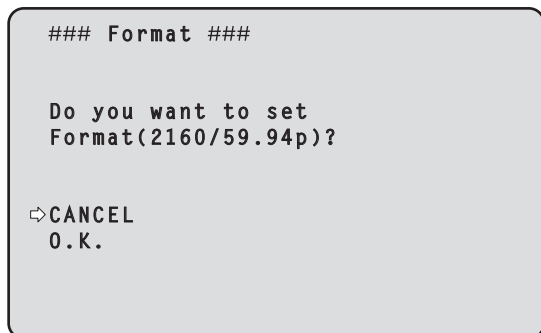 ### Format ###
Do you want to set
Format(2160/59.94p)?
⇨CANCEL
O.K.